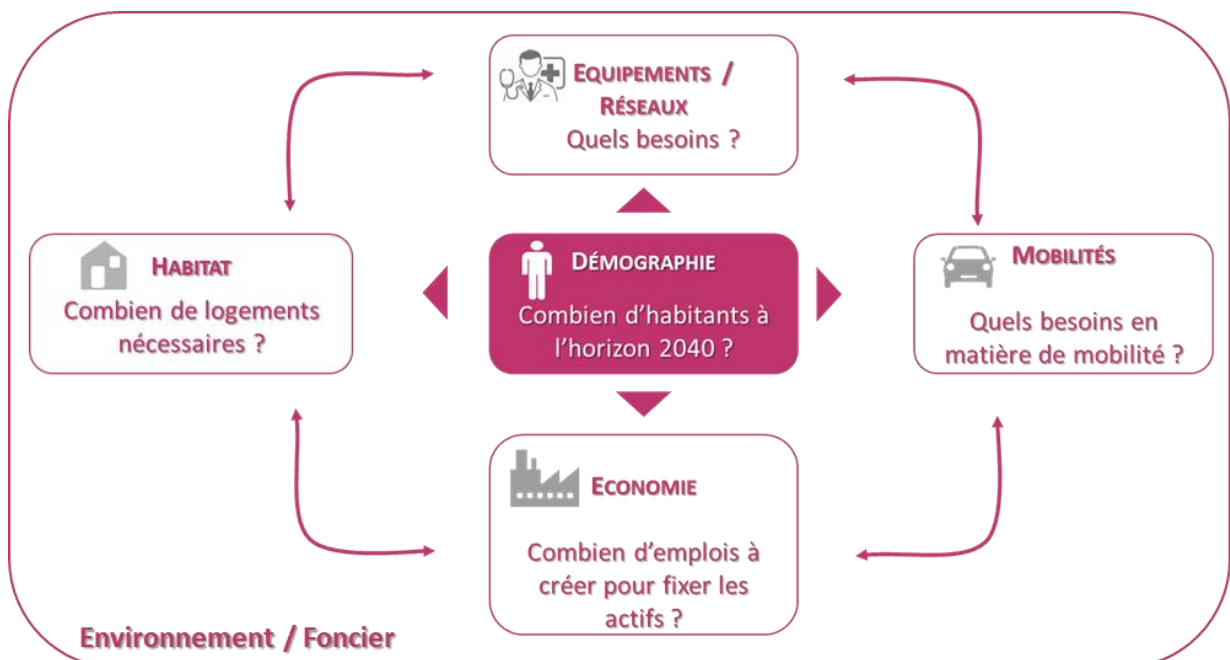 EQUIPEMENTS /
RÉSEAUX
Quels besoins ?
HABITAT
Combien de logements
nécessaires ?
DÉMOGRAPHIE
Combien d'habitants à
l'horizon 2040 ?
MOBILITÉS
Quels besoins en
matière de mobilité ?
ECONOMIE
Combien d'emplois à
créer pour fixer les
actifs ?
Environnement / Foncier